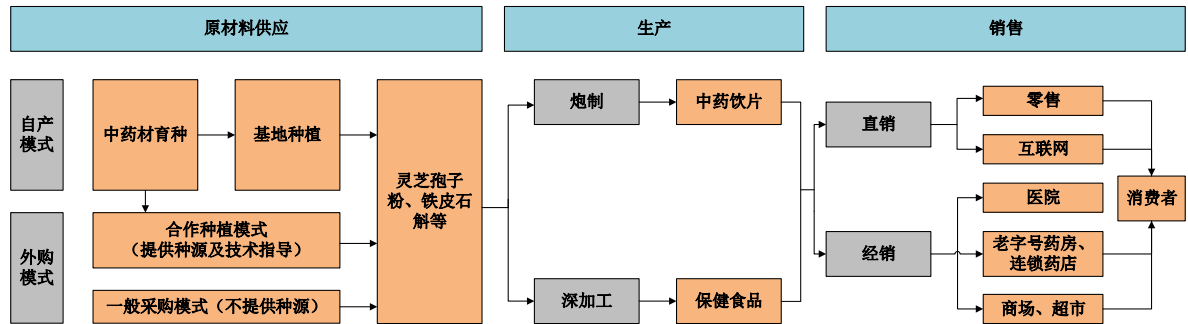 原材料供应
生产
销售
自产
模式
中药材育种
基地种植
灵芝孢子
粉、铁皮石
斛等
外购
模式
合作种植模式
（提供种源及技术指导）
一般采购模式（不提供种源）
炮制
中药饮片
深加工
保健食品
直销
零售
互联网
经销
医院
老字号药房、
连锁药店
商场、超市
消费者